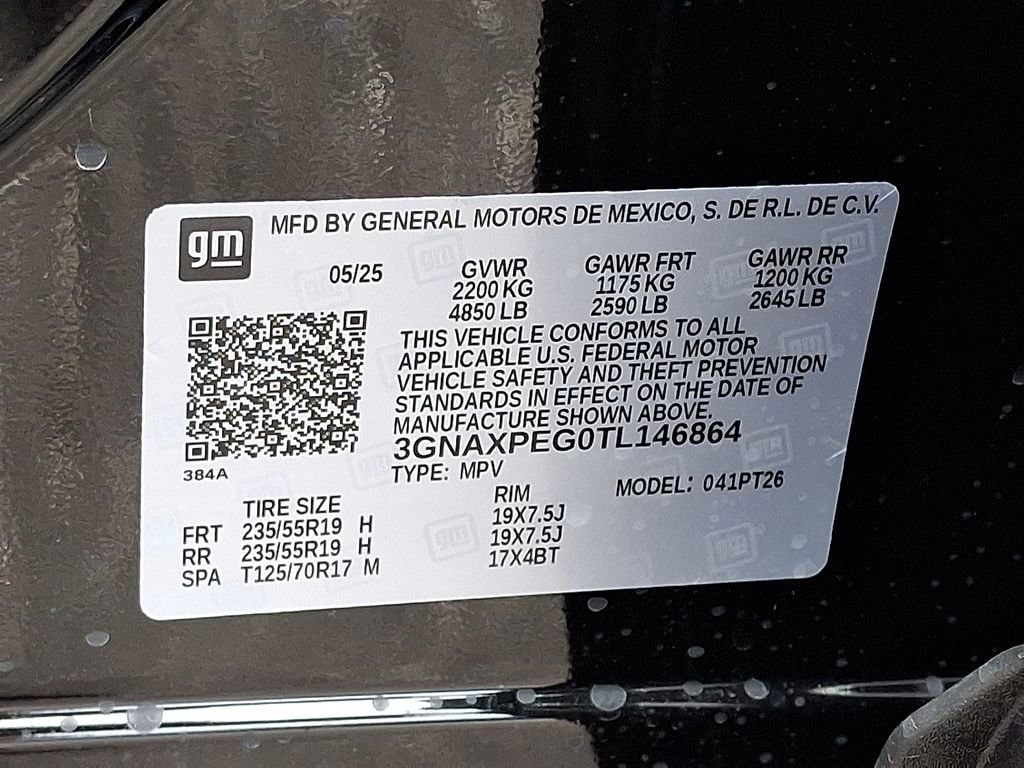 gm
MFD BY GENERAL MOTORS DE MEXICO, S. DE R.L. DE C.V.
05/25 GVWR GAWR FRT GAWR RR
2200 KG 1175 KG 1200 KG
4850 LB 2590 LB 2645 LB
THIS VEHICLE CONFORMS TO ALL
APPLICABLE U.S. FEDERAL MOTOR
VEHICLE SAFETY AND THEFT PREVENTION
STANDARDS IN EFFECT ON THE DATE OF
MANUFACTURE SHOWN ABOVE.
3GNAXPEG0TL146864
384A
TYPE: MPV MODEL: 041PT26
TIRE SIZE RIM
FRT 235/55R19 H 19X7.5J
RR 235/55R19 H 19X7.5J
SPA T125/70R17 M 17X4BT